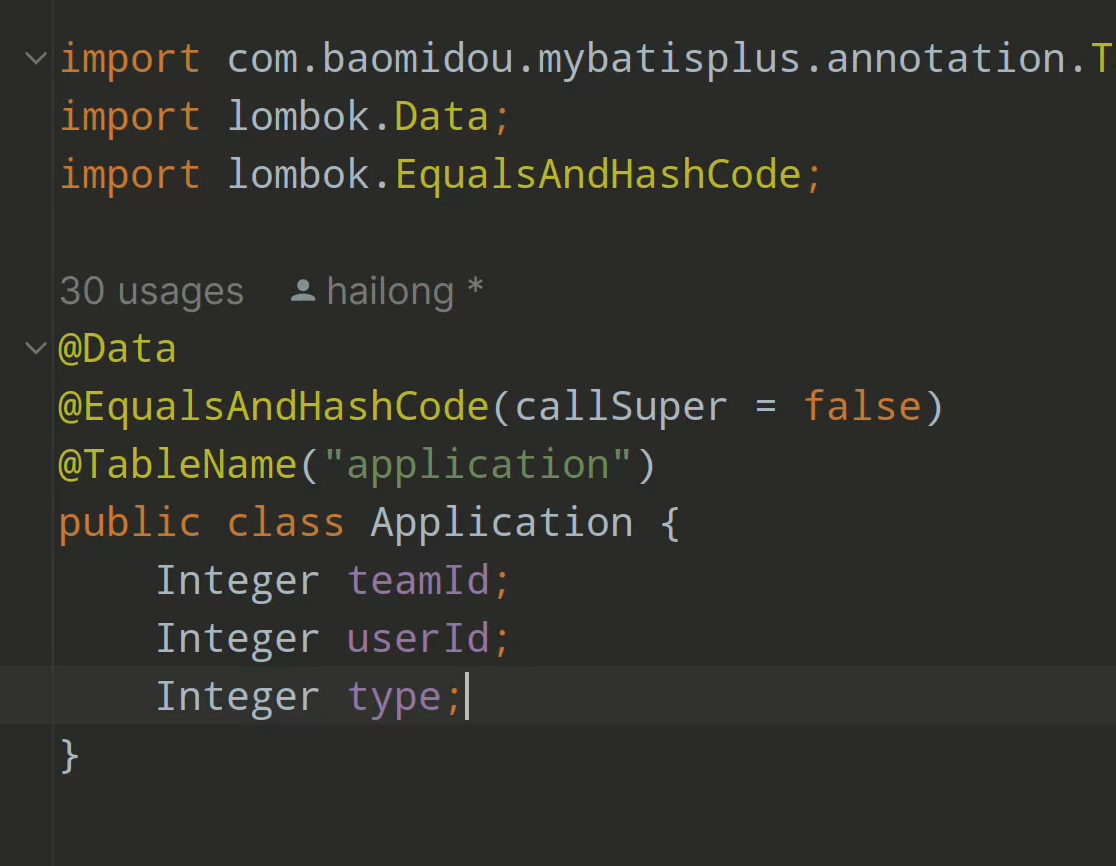 import com.baomidou.mybatisplus.annotation.T
import lombok.Data;
import lombok.EqualsAndHashCode;
30 usages hailong *
@Data
@EqualsAndHashCode(callSuper = false)
@TableName("application")
public class Application {
Integer teamId;
Integer userId;
Integer type;
}